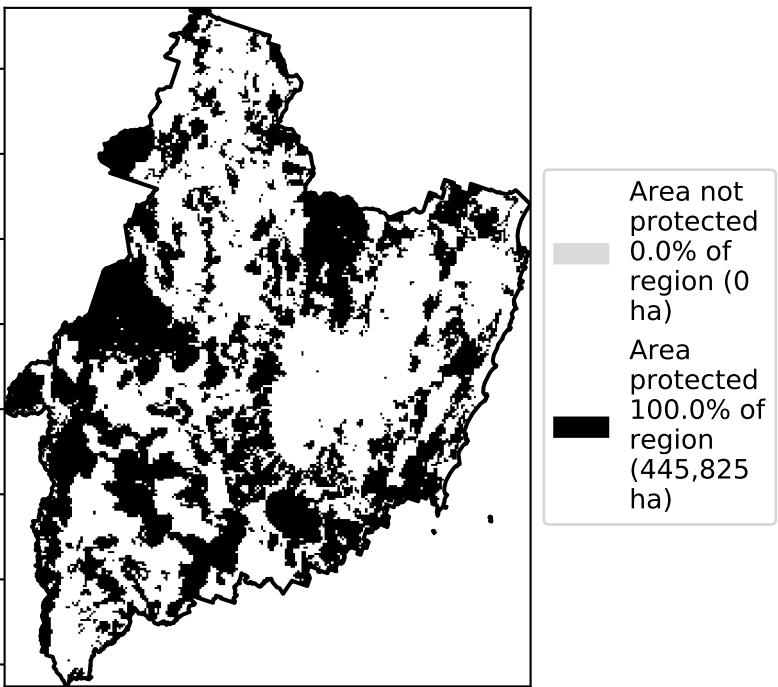 Area not
protected
0.0% of
region (0
ha)
Area
protected
100.0% of
region
(445,825
ha)